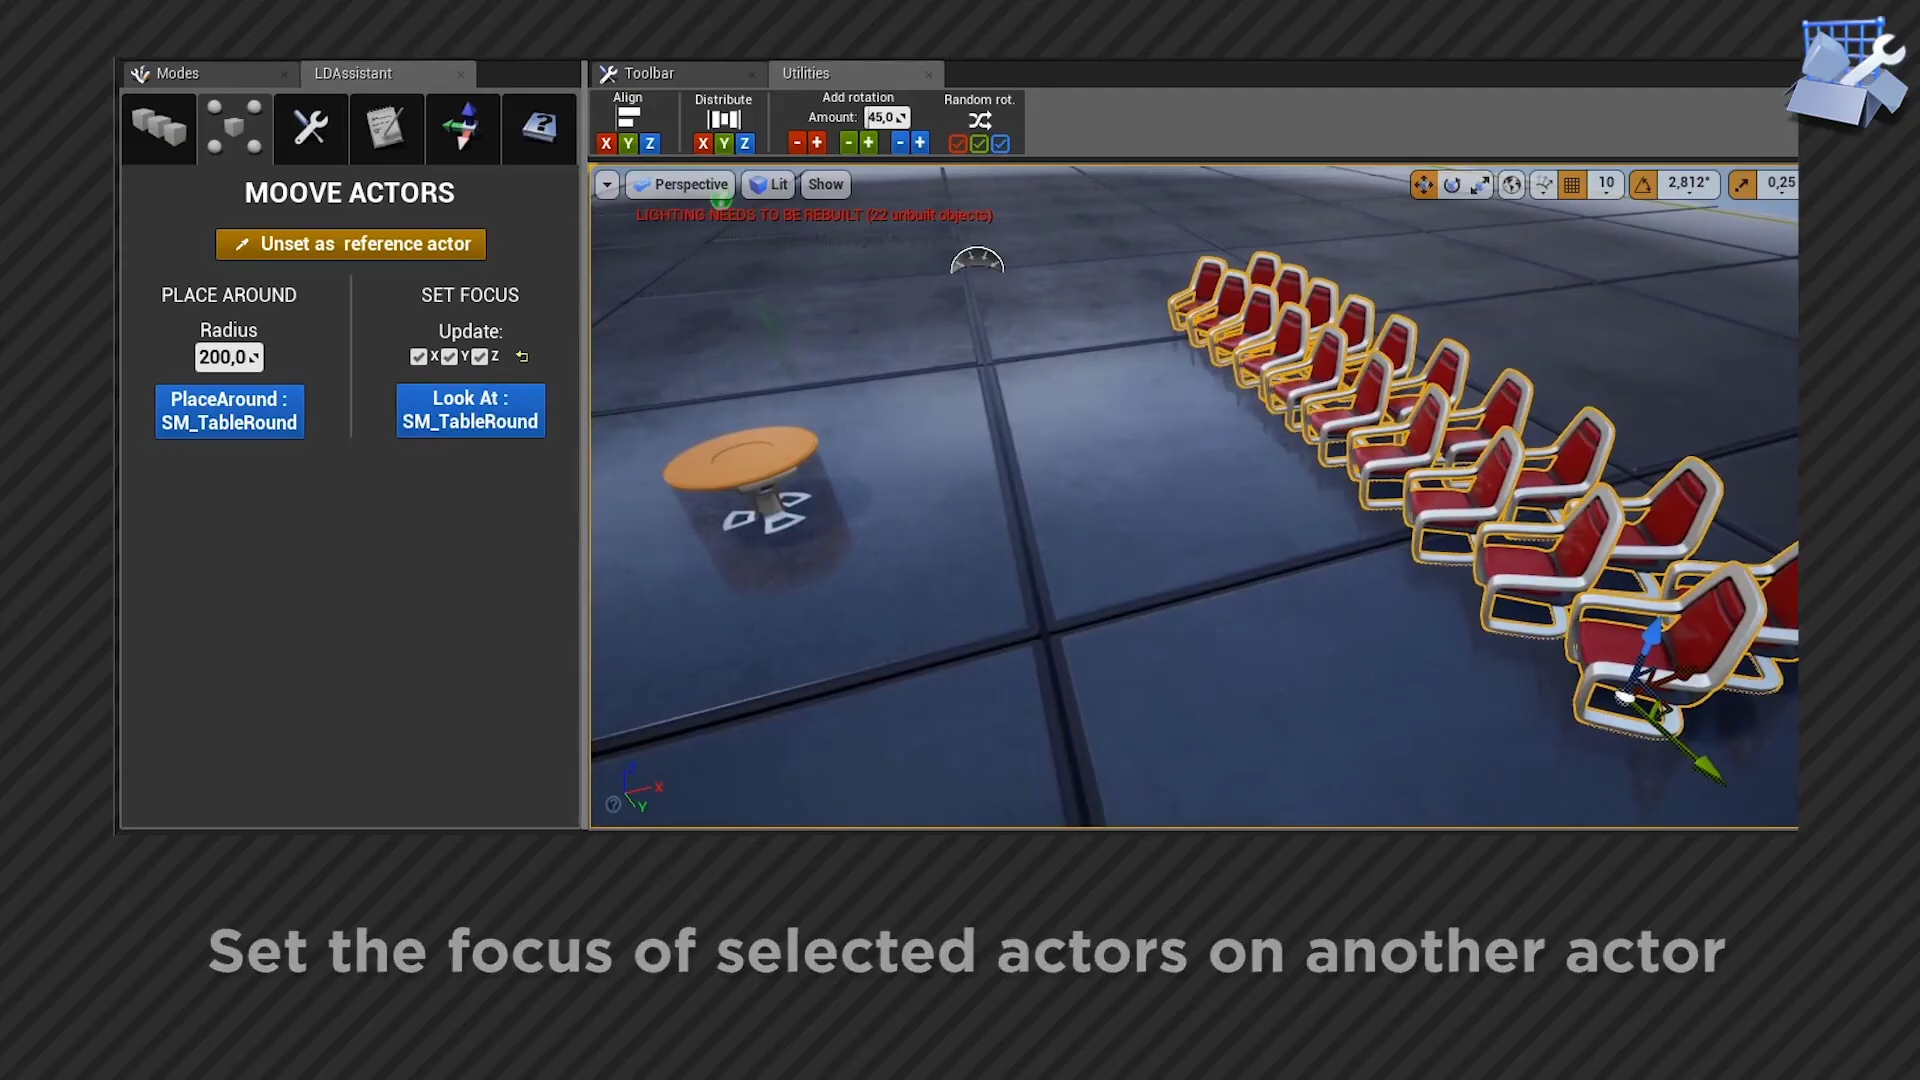 Modes
LDAssistant
Toolbar
Utilities
Align
X Y Z
Distribute
X Y Z
Add rotation
Amount: 45,0
- + - + - +
Random rot.
MOOVE ACTORS
Unset as reference actor
PLACE AROUND
Radius
200,0
PlaceAround :
SM_TableRound
SET FOCUS
Update:
X Y Z
Look At :
SM_TableRound
Perspective
Lit
Show
10
2,812°
0,25
LIGHTING NEEDS TO BE REBUILT (22 unbuilt objects)
Z
X
Y
Set the focus of selected actors on another actor